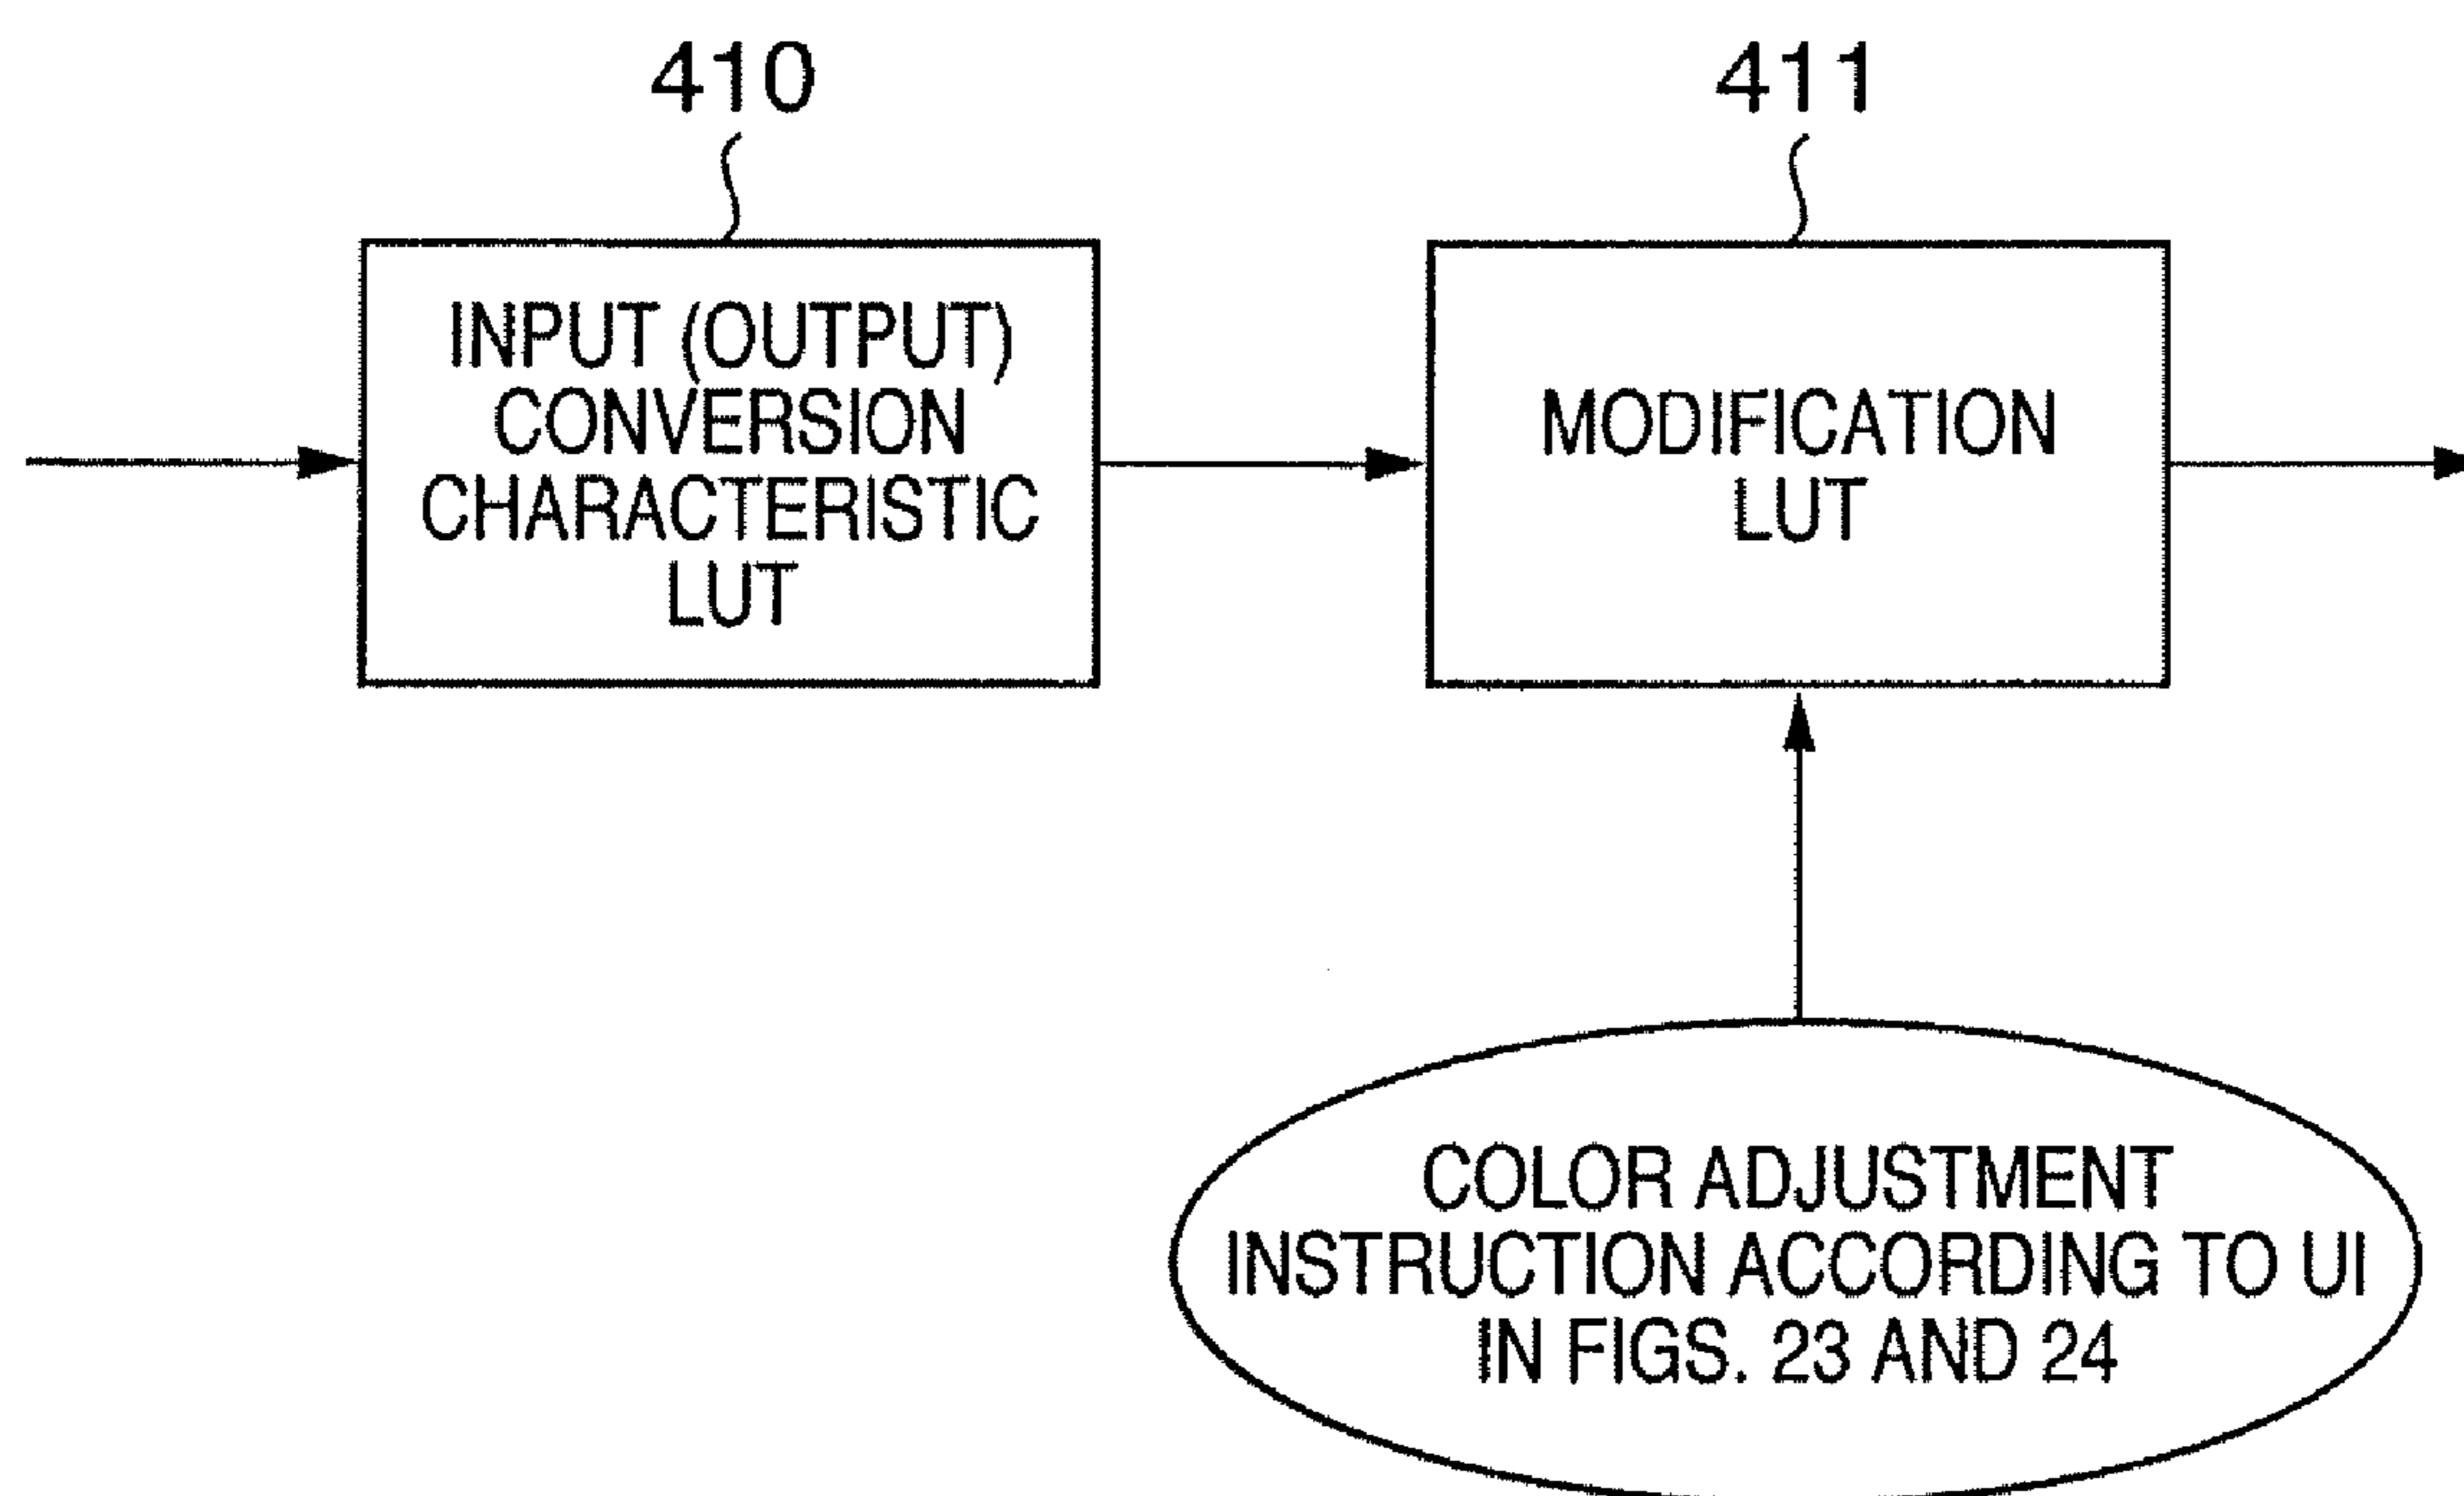 410
411
INPUT (OUTPUT)
CONVERSION
CHARACTERISTIC
LUT
MODIFICATION
LUT
COLOR ADJUSTMENT
INSTRUCTION ACCORDING TO UI
IN FIGS. 23 AND 24